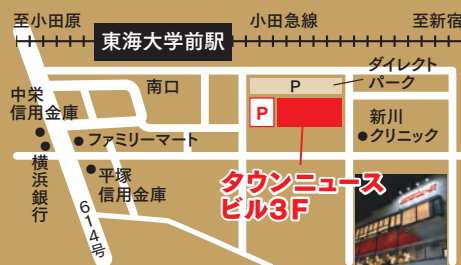 至小田原
小田急線
至新宿
東海大学前駅
ダイレクト
パーク
南口
P
中栄
信用金庫
P
新川
クリニック
ファミリーマート
横浜銀行
平塚
信用金庫
タウンニュース
ビル3F
614号